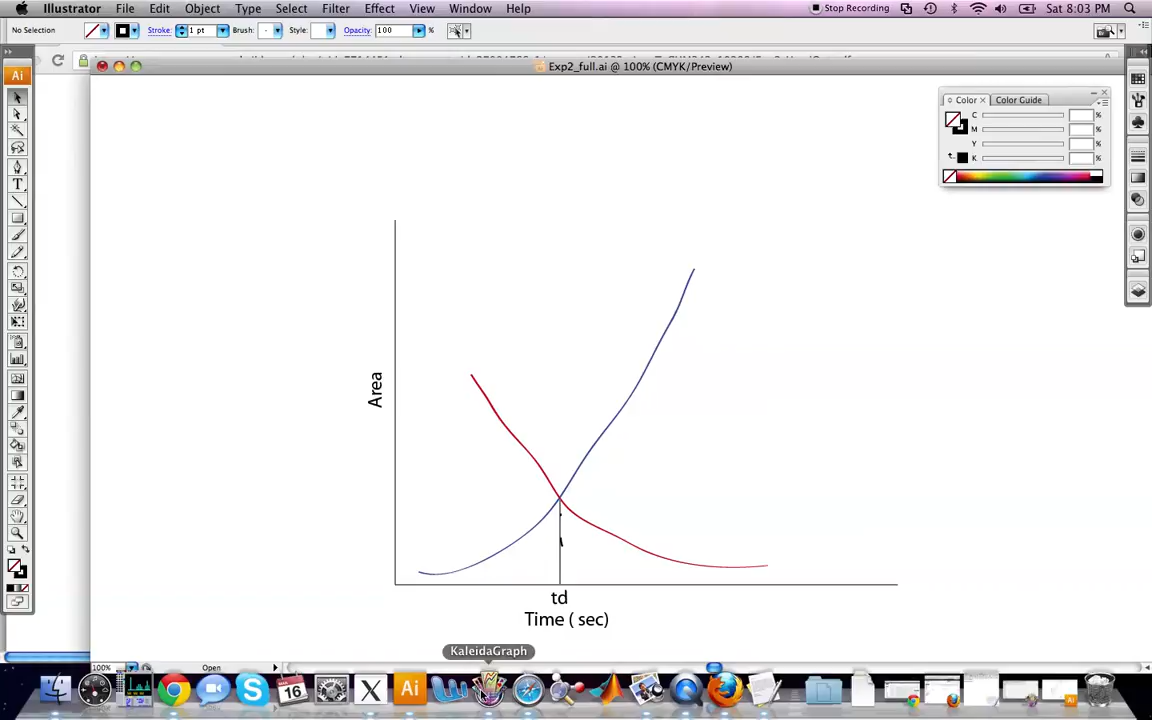 Illustrator File Edit Object Type Select Filter Effect View Window Help Stop Recording Sat 8:03 PM
No Selection Stroke: 1 pt Brush: Style: Opacity: 100 %
Exp2_full.ai @ 100% (CMYK/Preview)
Ai
Color Color Guide
C %
M %
Y %
K %
Area
td
Time ( sec)
KaleidaGraph
100% Open
16
Ai